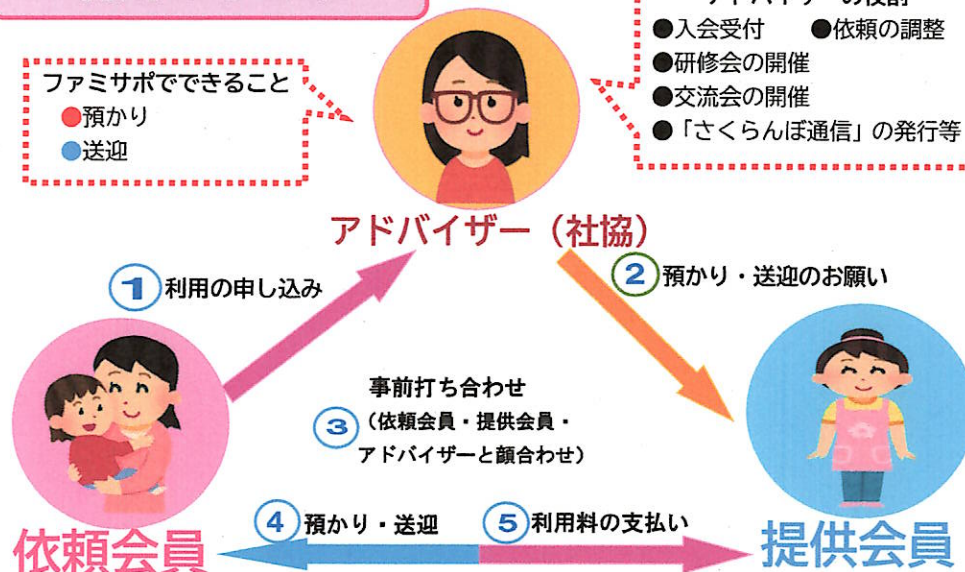 ファミサポでできること
●預かり
●送迎
●入会受付 ●依頼の調整
●研修会の開催
●交流会の開催
●「さくらんぼ通信」の発行等
アドバイザー（社協）
① 利用の申し込み
② 預かり・送迎のお願い
事前打ち合わせ
③（依頼会員・提供会員・
アドバイザーと顔合わせ）
④ 預かり・送迎 ⑤ 利用料の支払い
依頼会員
提供会員